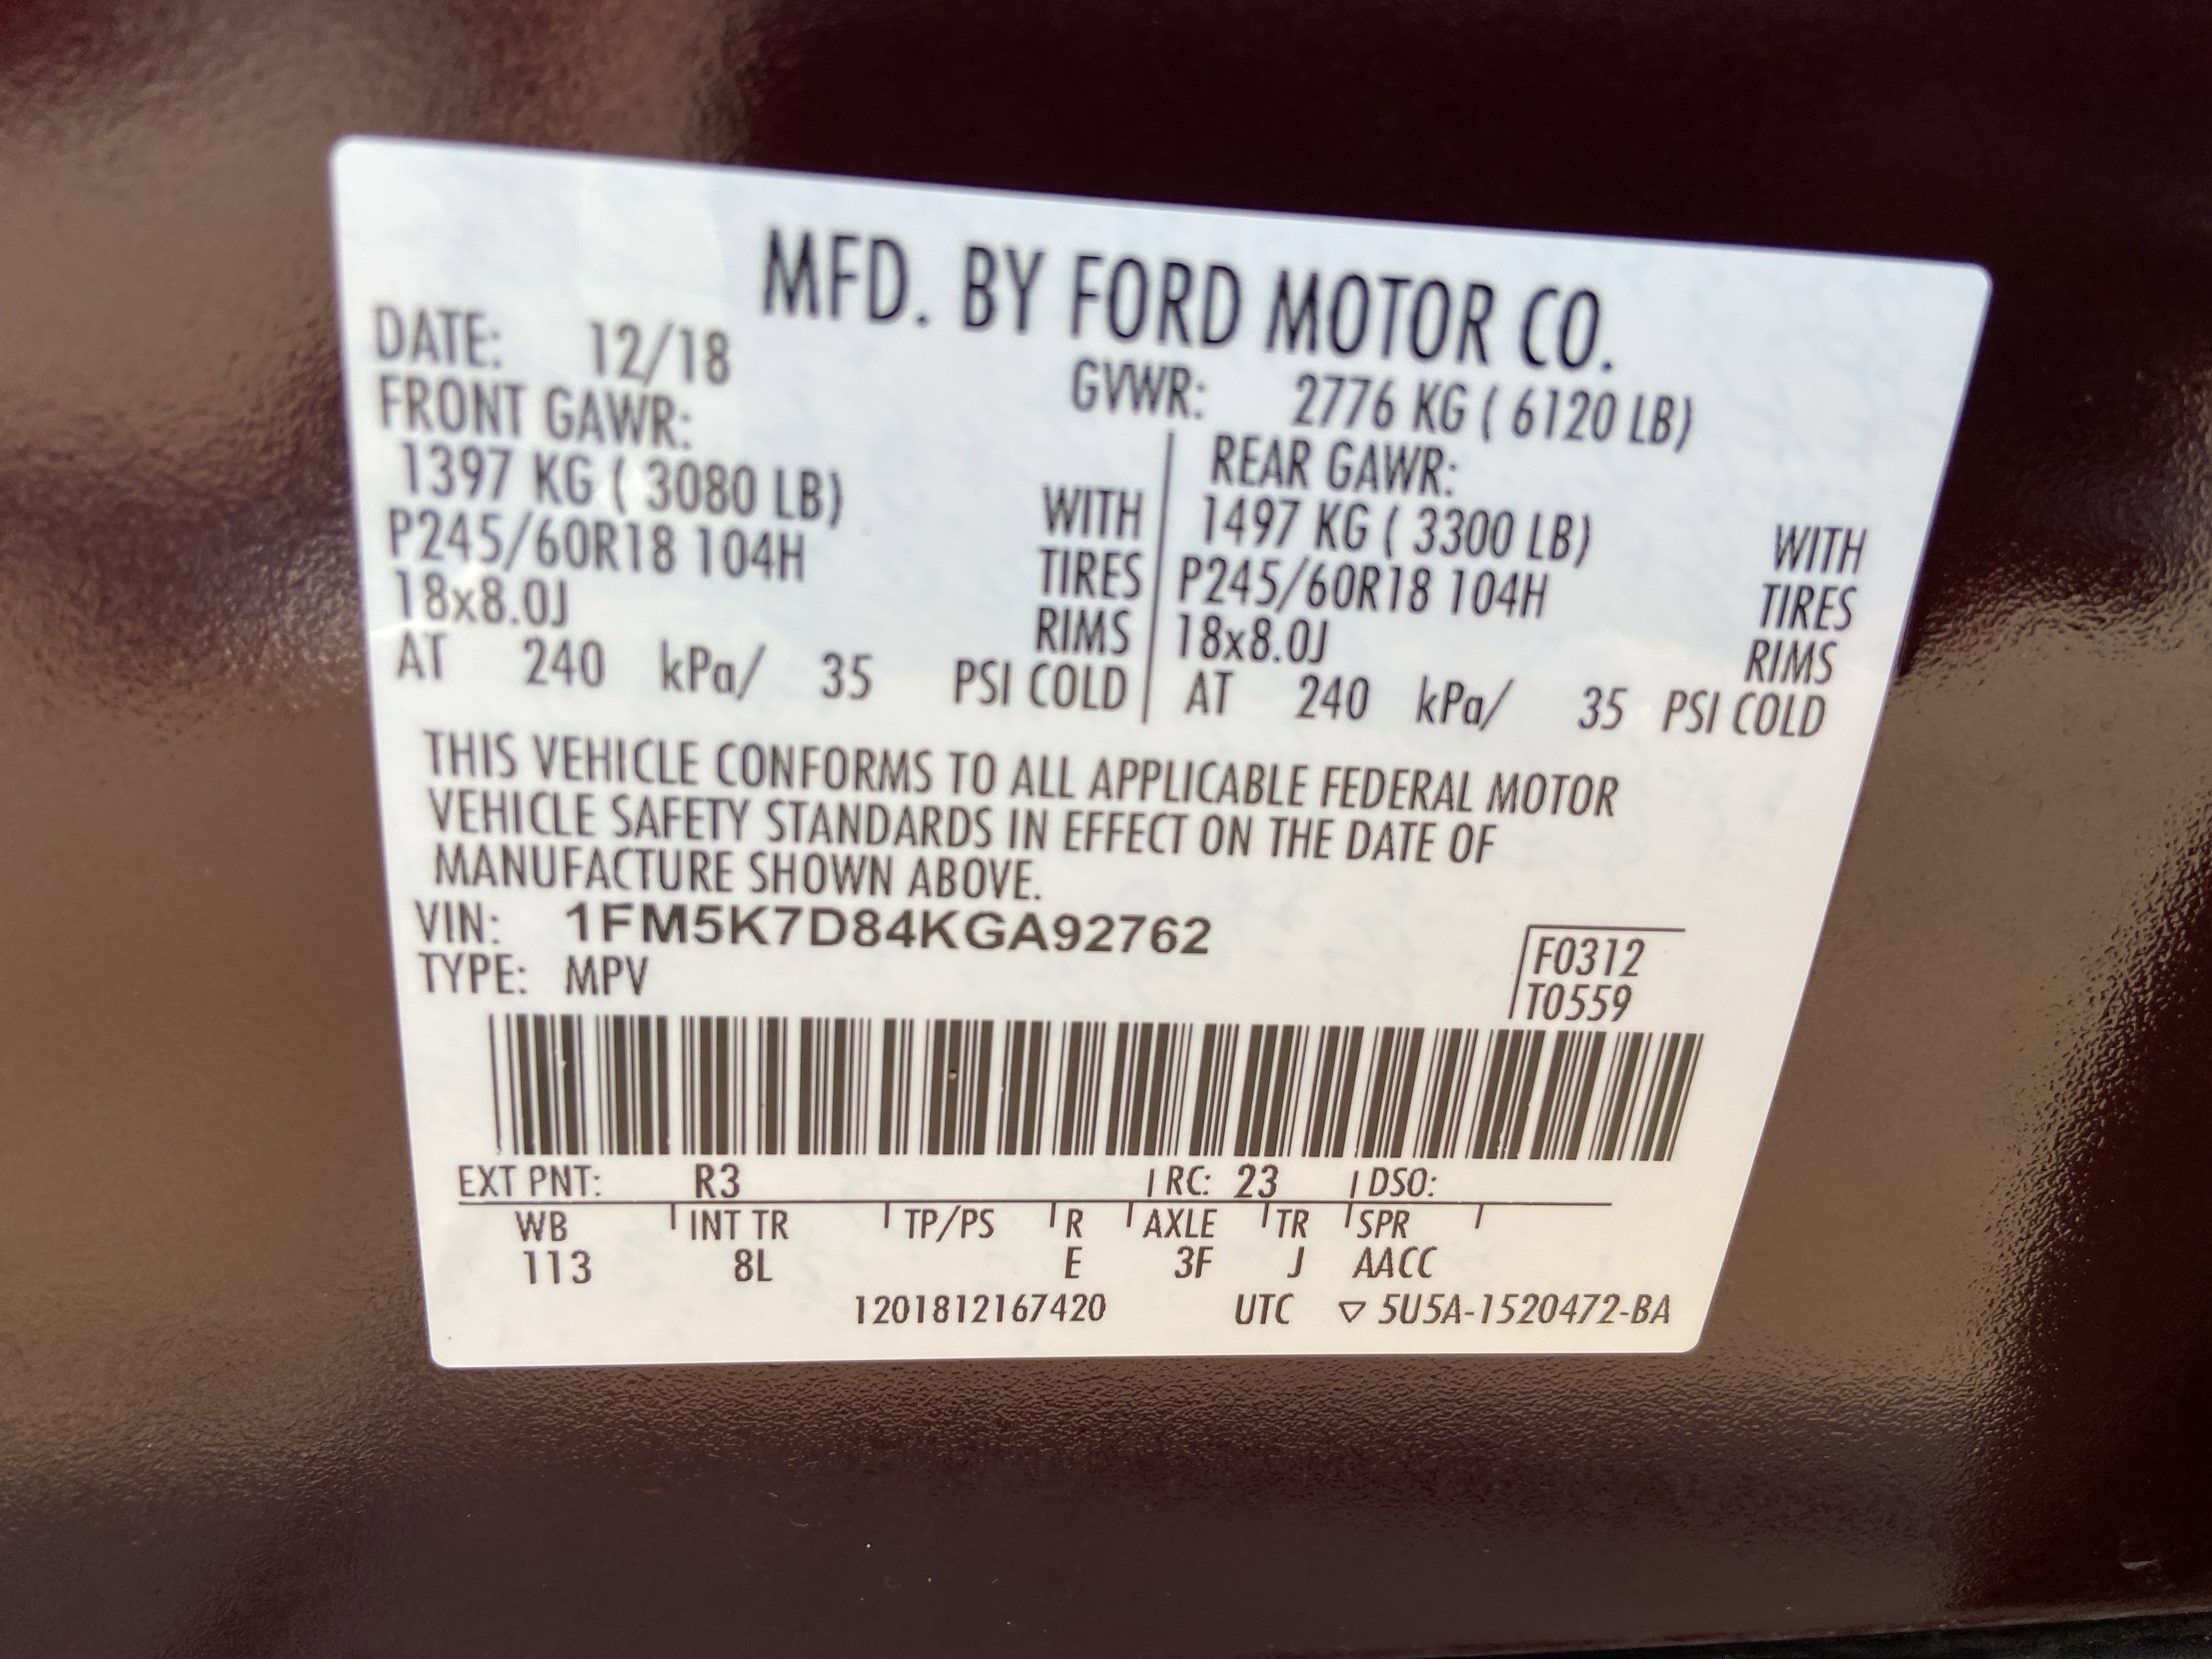 MFD. BY FORD MOTOR CO.
DATE: 12/18 GVWR: 2776 KG ( 6120 LB)
FRONT GAWR: REAR GAWR:
1397 KG ( 3080 LB) WITH 1497 KG ( 3300 LB) WITH
P245/60R18 104H TIRES P245/60R18 104H TIRES
18x8.0J RIMS 18x8.0J RIMS
AT 240 kPa/ 35 PSI COLD AT 240 kPa/ 35 PSI COLD
THIS VEHICLE CONFORMS TO ALL APPLICABLE FEDERAL MOTOR
VEHICLE SAFETY STANDARDS IN EFFECT ON THE DATE OF
MANUFACTURE SHOWN ABOVE.
VIN: 1FM5K7D84KGA92762 F0312
TYPE: MPV T0559
EXT PNT: R3 RC: 23 DSO:
WB INT TR TP/PS R AXLE TR SPR
113 8L E 3F J AACC
1201812167420 UTC ▽ 5U5A-1520472-BA